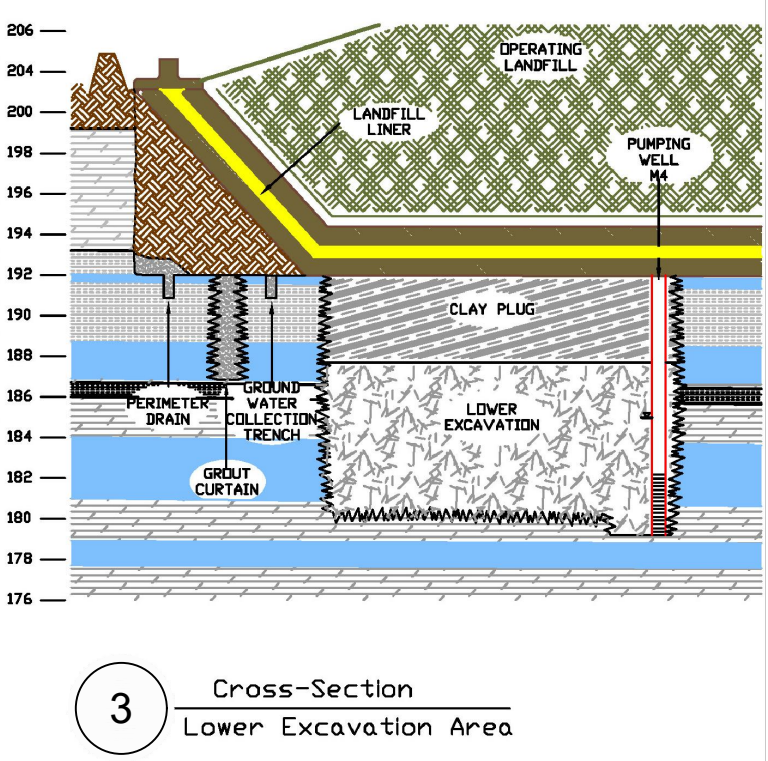 206
204
200
198
196
194
192
190
188
186
184
182
180
178
176
OPERATING
LANDFILL
LANDFILL
LINER
PUMPING
WELL
M4
CLAY PLUG
LOWER
EXCAVATION
PERIMETER
DRAIN
GROUND
WATER
COLLECTION
TRENCH
GROUT
CURTAIN
3
Cross-Section
Lower Excavation Area